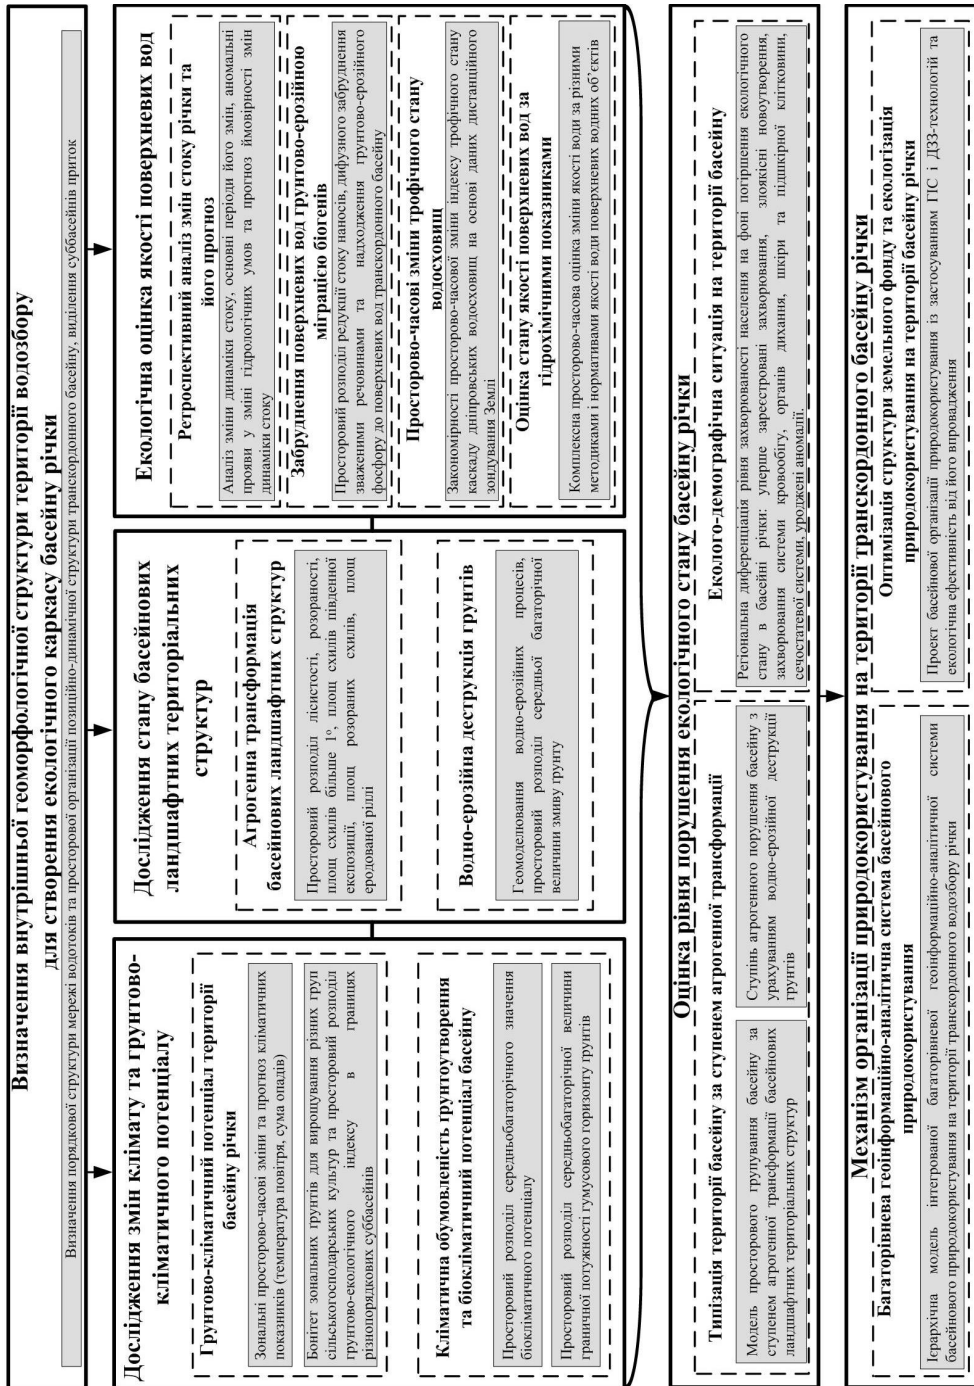 Визначення внутрішньої геоморфологічної структури території водозбору
для створення екологічного каркасу басейну річки
Визначення порядкової структури мережі водотоків та просторової організації позиційно-динамічної структури транскордонного басейну, виділення суббасейнів приток
Дослідження змін клімату та грунтово-
кліматичного потенціалу
Грунтово-кліматичний потенціал території
басейну річки
Зональні просторово-часові зміни та прогноз кліматичних
показників (температура повітря, сума опадів)
Бонітет зональних ґрунтів для вирощування різних груп
сільськогосподарських культур та просторовий розподіл
ґрунтово-екологічного індексу в границях
різнопорядкових суббасейнів
Кліматична обумовленість ґрунтоутворення
та біокліматичний потенціал басейну
Просторовий розподіл середньобагаторічного значення
біокліматичного потенціалу
Просторовий розподіл середньобагаторічної величини
граничної потужності гумусового горизонту ґрунтів
Дослідження стану басейнових
ландшафтних територіальних
структур
Агрогенна трансформація
басейнових ландшафтних структур
Просторовий розподіл лісистості, розораності,
площ схилів більше 1º, площ схилів південної
експозиції, площ розораних схилів, площ
еродованої ріллі
Водно-ерозійна деструкція грунтів
Геомоделювання водно-ерозійних процесів,
просторовий розподіл середньої багаторічної
величини змиву ґрунту
Екологічна оцінка якості поверхневих вод
Ретроспективний аналіз змін стоку річки та
його прогноз
Аналіз зміни динаміки стоку, основні періоди його змін, аномальні
прояви у зміні гідрологічних умов та прогноз ймовірності змін
динаміки стоку
Забруднення поверхневих вод грунтово-ерозійною
міграцією біогенів
Просторовий розподіл редукції стоку наносів, дифузного забруднення
зваженими речовинами та надходження ґрунтово-ерозійного
фосфору до поверхневих вод транскордонного басейну
Просторово-часові зміни трофічного стану
водосховищ
Закономірності просторово-часової зміни індексу трофічного стану
каскаду дніпровських водосховищ на основі даних дистанційного
зондування Землі
Оцінка стану якості поверхневих вод за
гідрохімічними показниками
Комплексна просторово-часова оцінка зміни якості води за різними
методиками і нормативами якості води поверхневих водних об'єктів
Оцінка рівня порушення екологічного стану басейну річки
Типізація території басейну за ступенем агрогенної трансформації
Модель просторового групування басейну за
ступенем агрогенної трансформації басейнових
ландшафтних територіальних структур
Ступінь агрогенного порушення басейну з
урахуванням водно-ерозійної деструкції
ґрунтів
Еколого-демографічна ситуація на території басейну
Регіональна диференціація рівня захворюваності населення на фоні погіршення екологічного
стану в басейні річки: уперше зареєстровані захворювання, злоякісні новоутворення,
захворювання системи кровообігу, органів дихання, шкіри та підшкірної клітковини,
сечостатевої системи, уроджені аномалії.
Механізм організації природокористування на території транскордонного басейну річки
Багаторівнева геоінформаційно-аналітична система басейнового
природокористування
Ієрархічна модель інтегрованої багаторівневої геоінформаційно-аналітичної системи
басейнового природокористування на території транскордонного водозбору річки
Оптимізація структури земельного фонду та екологізація
природокористування на території басейну річки
Проект басейнової організації природокористування із застосуванням ГІС і ДЗЗ-технологій та
екологічна ефективність від його впровадження